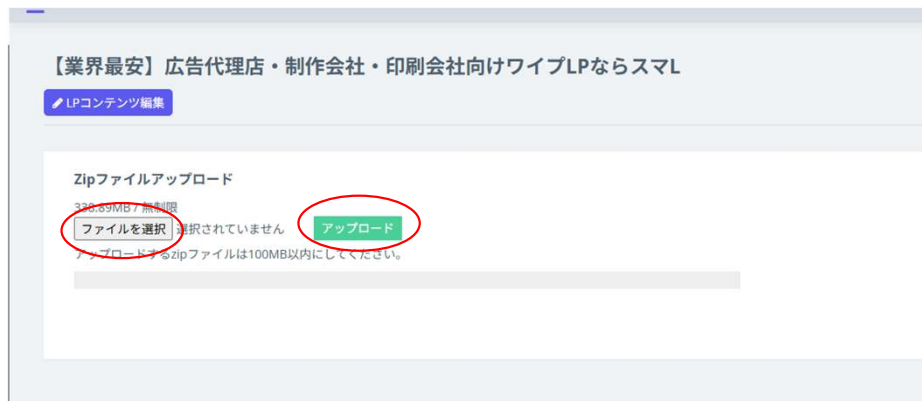 【業界最安】広告代理店・制作会社・印刷会社向けワイプLPならスマL
LPコンテンツ編集
Zipファイルアップロード
338.89MB / 無制限
ファイルを選択 選択されていません アップロード
アップロードするzipファイルは100MB以内にしてください。